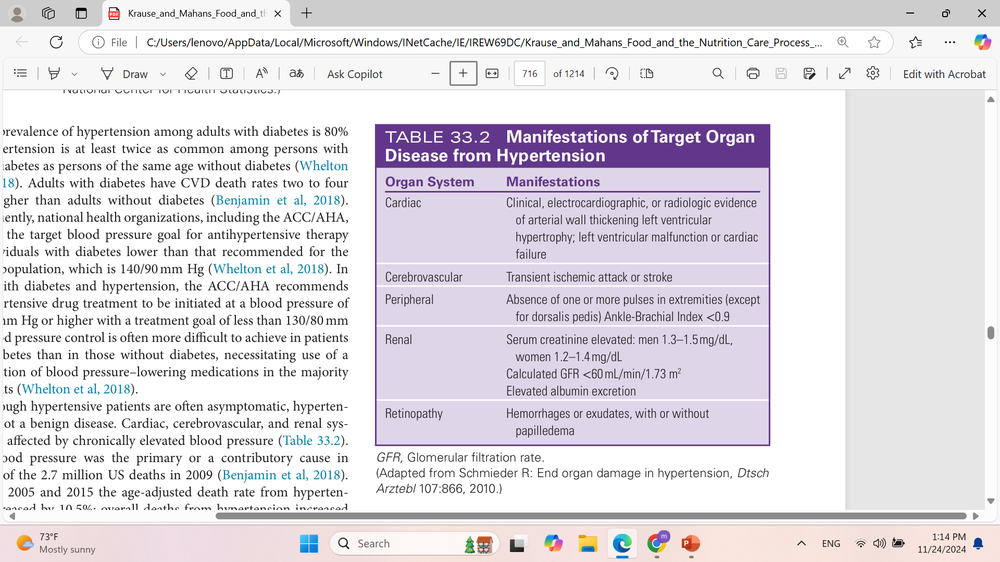 Krause_and_Mahans_Food_and_th
File
C:/Users/lenovo/AppData/Local/Microsoft/Windows/INetCache/IE/IREW69DC/Krause_and_Mahans_Food_and_the_Nutrition_Care_Process_...
Draw
Ask Copilot
716 of 1214
Edit with Acrobat
National Center for Health Statistics.)
prevalence of hypertension among adults with diabetes is 80%
ertension is at least twice as common among persons with
iabetes as persons of the same age without diabetes (Whelton
18). Adults with diabetes have CVD death rates two to four
gher than adults without diabetes (Benjamin et al, 2018).
ently, national health organizations, including the ACC/AHA,
the target blood pressure goal for antihypertensive therapy
viduals with diabetes lower than that recommended for the
population, which is 140/90 mm Hg (Whelton et al, 2018). In
ith diabetes and hypertension, the ACC/AHA recommends
rtensive drug treatment to be initiated at a blood pressure of
mm Hg or higher with a treatment goal of less than 130/80 mm
d pressure control is often more difficult to achieve in patients
betes than in those without diabetes, necessitating use of a
tion of blood pressure–lowering medications in the majority
ts (Whelton et al, 2018).
ough hypertensive patients are often asymptomatic, hyperten-
ot a benign disease. Cardiac, cerebrovascular, and renal sys-
affected by chronically elevated blood pressure (Table 33.2).
ood pressure was the primary or a contributory cause in
of the 2.7 million US deaths in 2009 (Benjamin et al, 2018).
2005 and 2015 the age-adjusted death rate from hyperten-
reased by 10.5%; overall deaths from hypertension increased
TABLE 33.2 Manifestations of Target Organ
Disease from Hypertension
Organ System Manifestations
Cardiac Clinical, electrocardiographic, or radiologic evidence
of arterial wall thickening left ventricular
hypertrophy; left ventricular malfunction or cardiac
failure
Cerebrovascular Transient ischemic attack or stroke
Peripheral Absence of one or more pulses in extremities (except
for dorsalis pedis) Ankle-Brachial Index <0.9
Renal Serum creatinine elevated: men 1.3–1.5 mg/dL,
women 1.2–1.4 mg/dL
Calculated GFR <60 mL/min/1.73 m²
Elevated albumin excretion
Retinopathy Hemorrhages or exudates, with or without
papilledema
GFR, Glomerular filtration rate.
(Adapted from Schmieder R: End organ damage in hypertension, Dtsch
Arztebl 107:866, 2010.)
73°F
Mostly sunny
Search
ENG
1:14 PM
11/24/2024